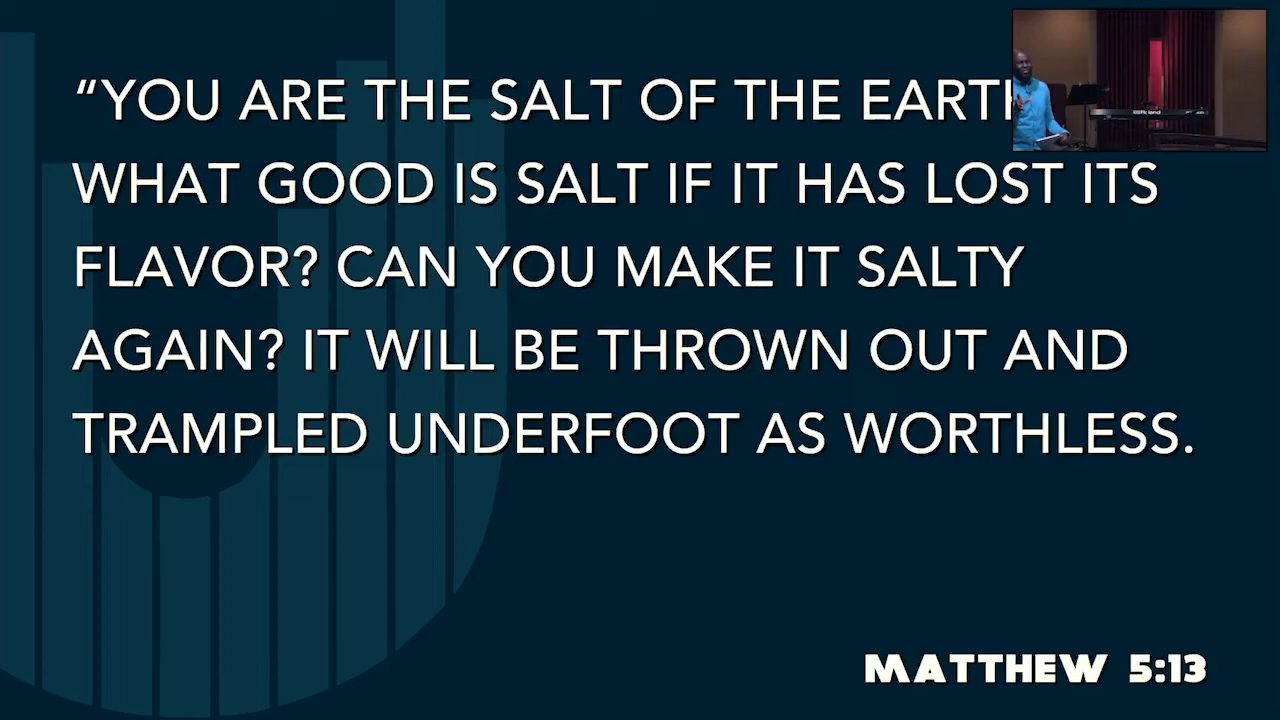 “YOU ARE THE SALT OF THE EARTH
WHAT GOOD IS SALT IF IT HAS LOST ITS
FLAVOR? CAN YOU MAKE IT SALTY
AGAIN? IT WILL BE THROWN OUT AND
TRAMPLED UNDERFOOT AS WORTHLESS.
MATTHEW 5:13